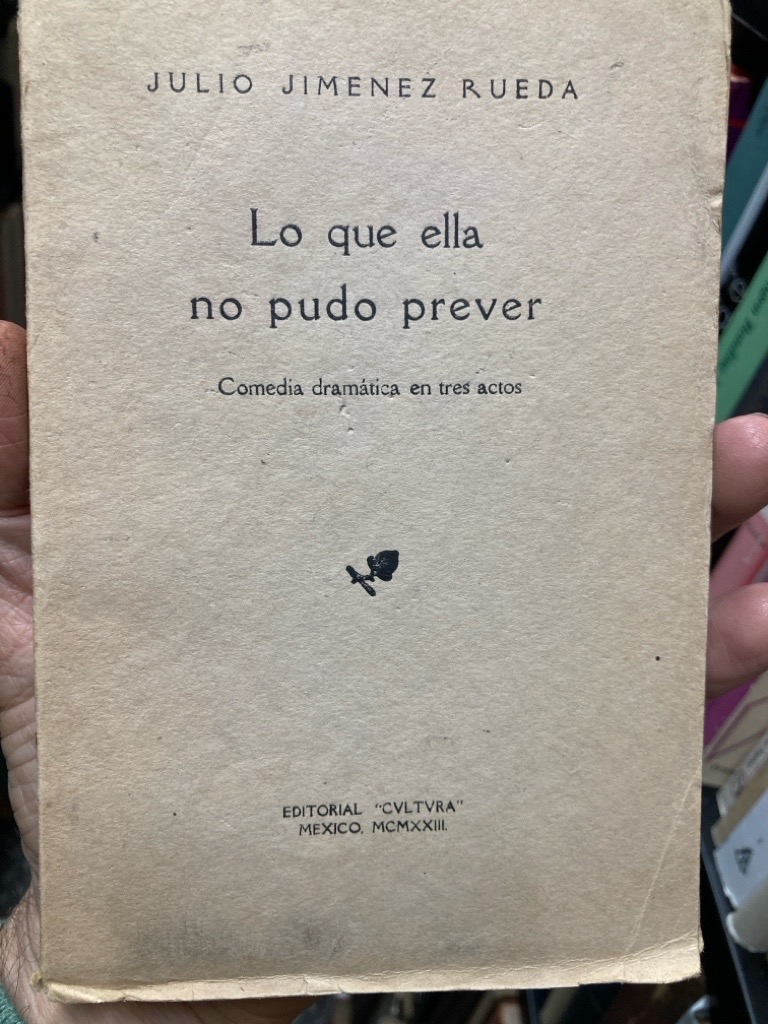 JULIO JIMENEZ RUEDA
Lo que ella
no pudo prever
Comedia dramática en tres actos
EDITORIAL "CVLTVRA"
MEXICO, MCMXXIII.